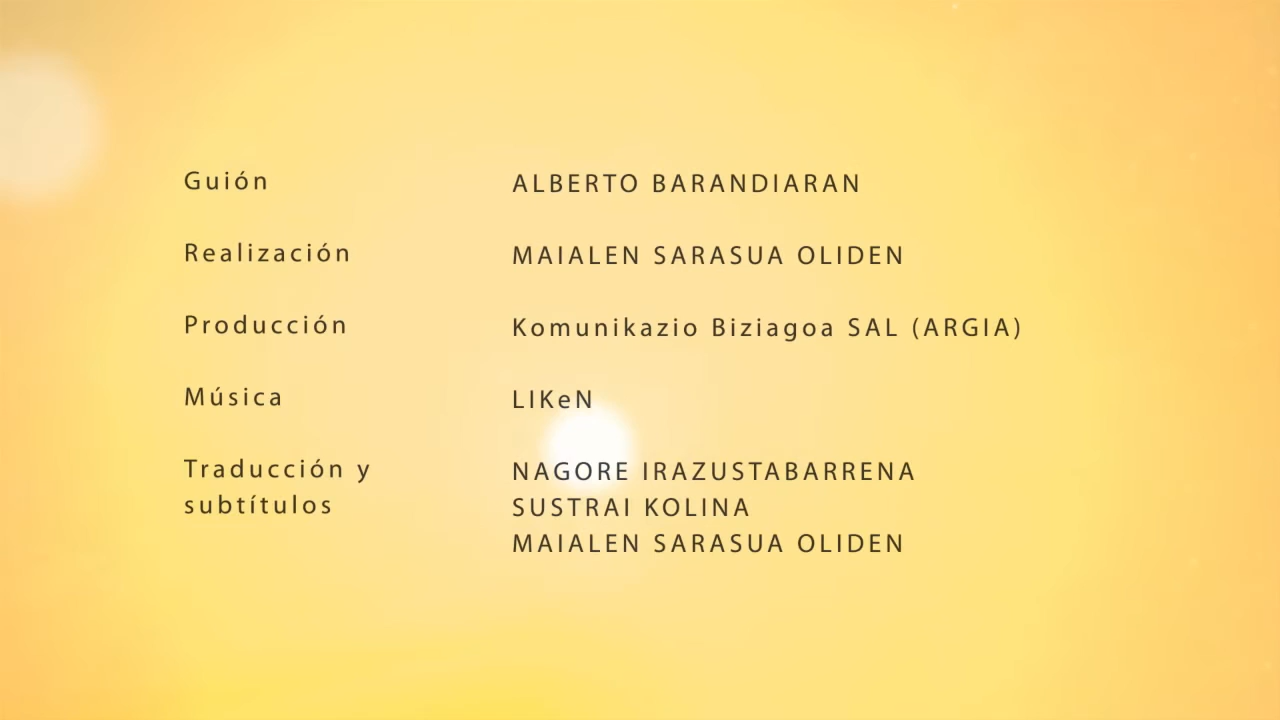 Guión ALBERTO BARANDIARAN
Realización MAIALEN SARASUA OLIDEN
Producción Komunikazio Biziagoa SAL (ARGIA)
Música LIKeN
Traducción y NAGORE IRAZUSTABARRENA
subtítulos SUSTRAI KOLINA
MAIALEN SARASUA OLIDEN